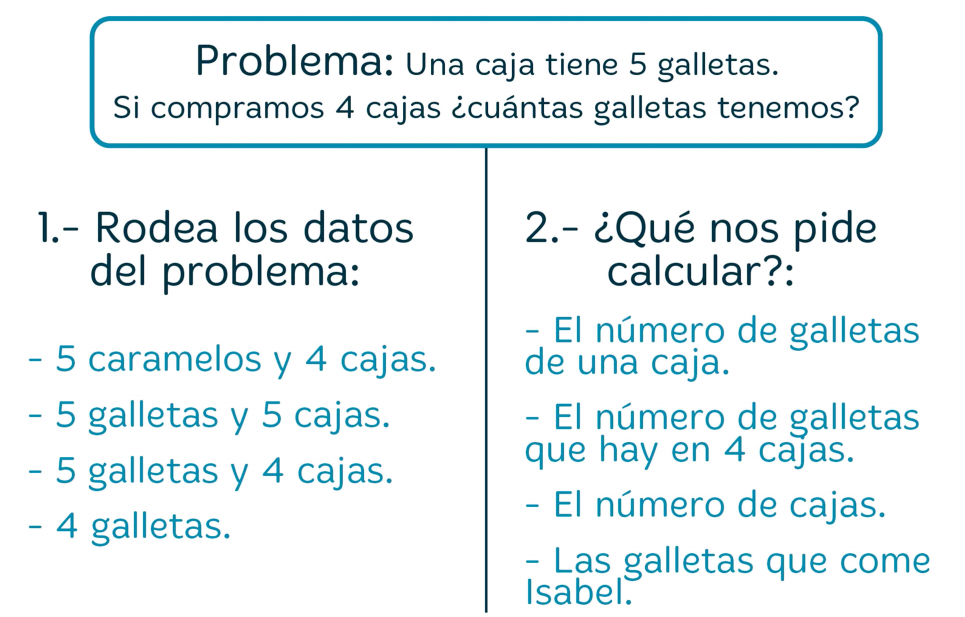 Problema: Una caja tiene 5 galletas.
Si compramos 4 cajas ¿cuántas galletas tenemos?
1.- Rodea los datos
del problema:
- 5 caramelos y 4 cajas.
- 5 galletas y 5 cajas.
- 5 galletas y 4 cajas.
- 4 galletas.
2.- ¿Qué nos pide
calcular?:
- El número de galletas
de una caja.
- El número de galletas
que hay en 4 cajas.
- El número de cajas.
- Las galletas que come
Isabel.